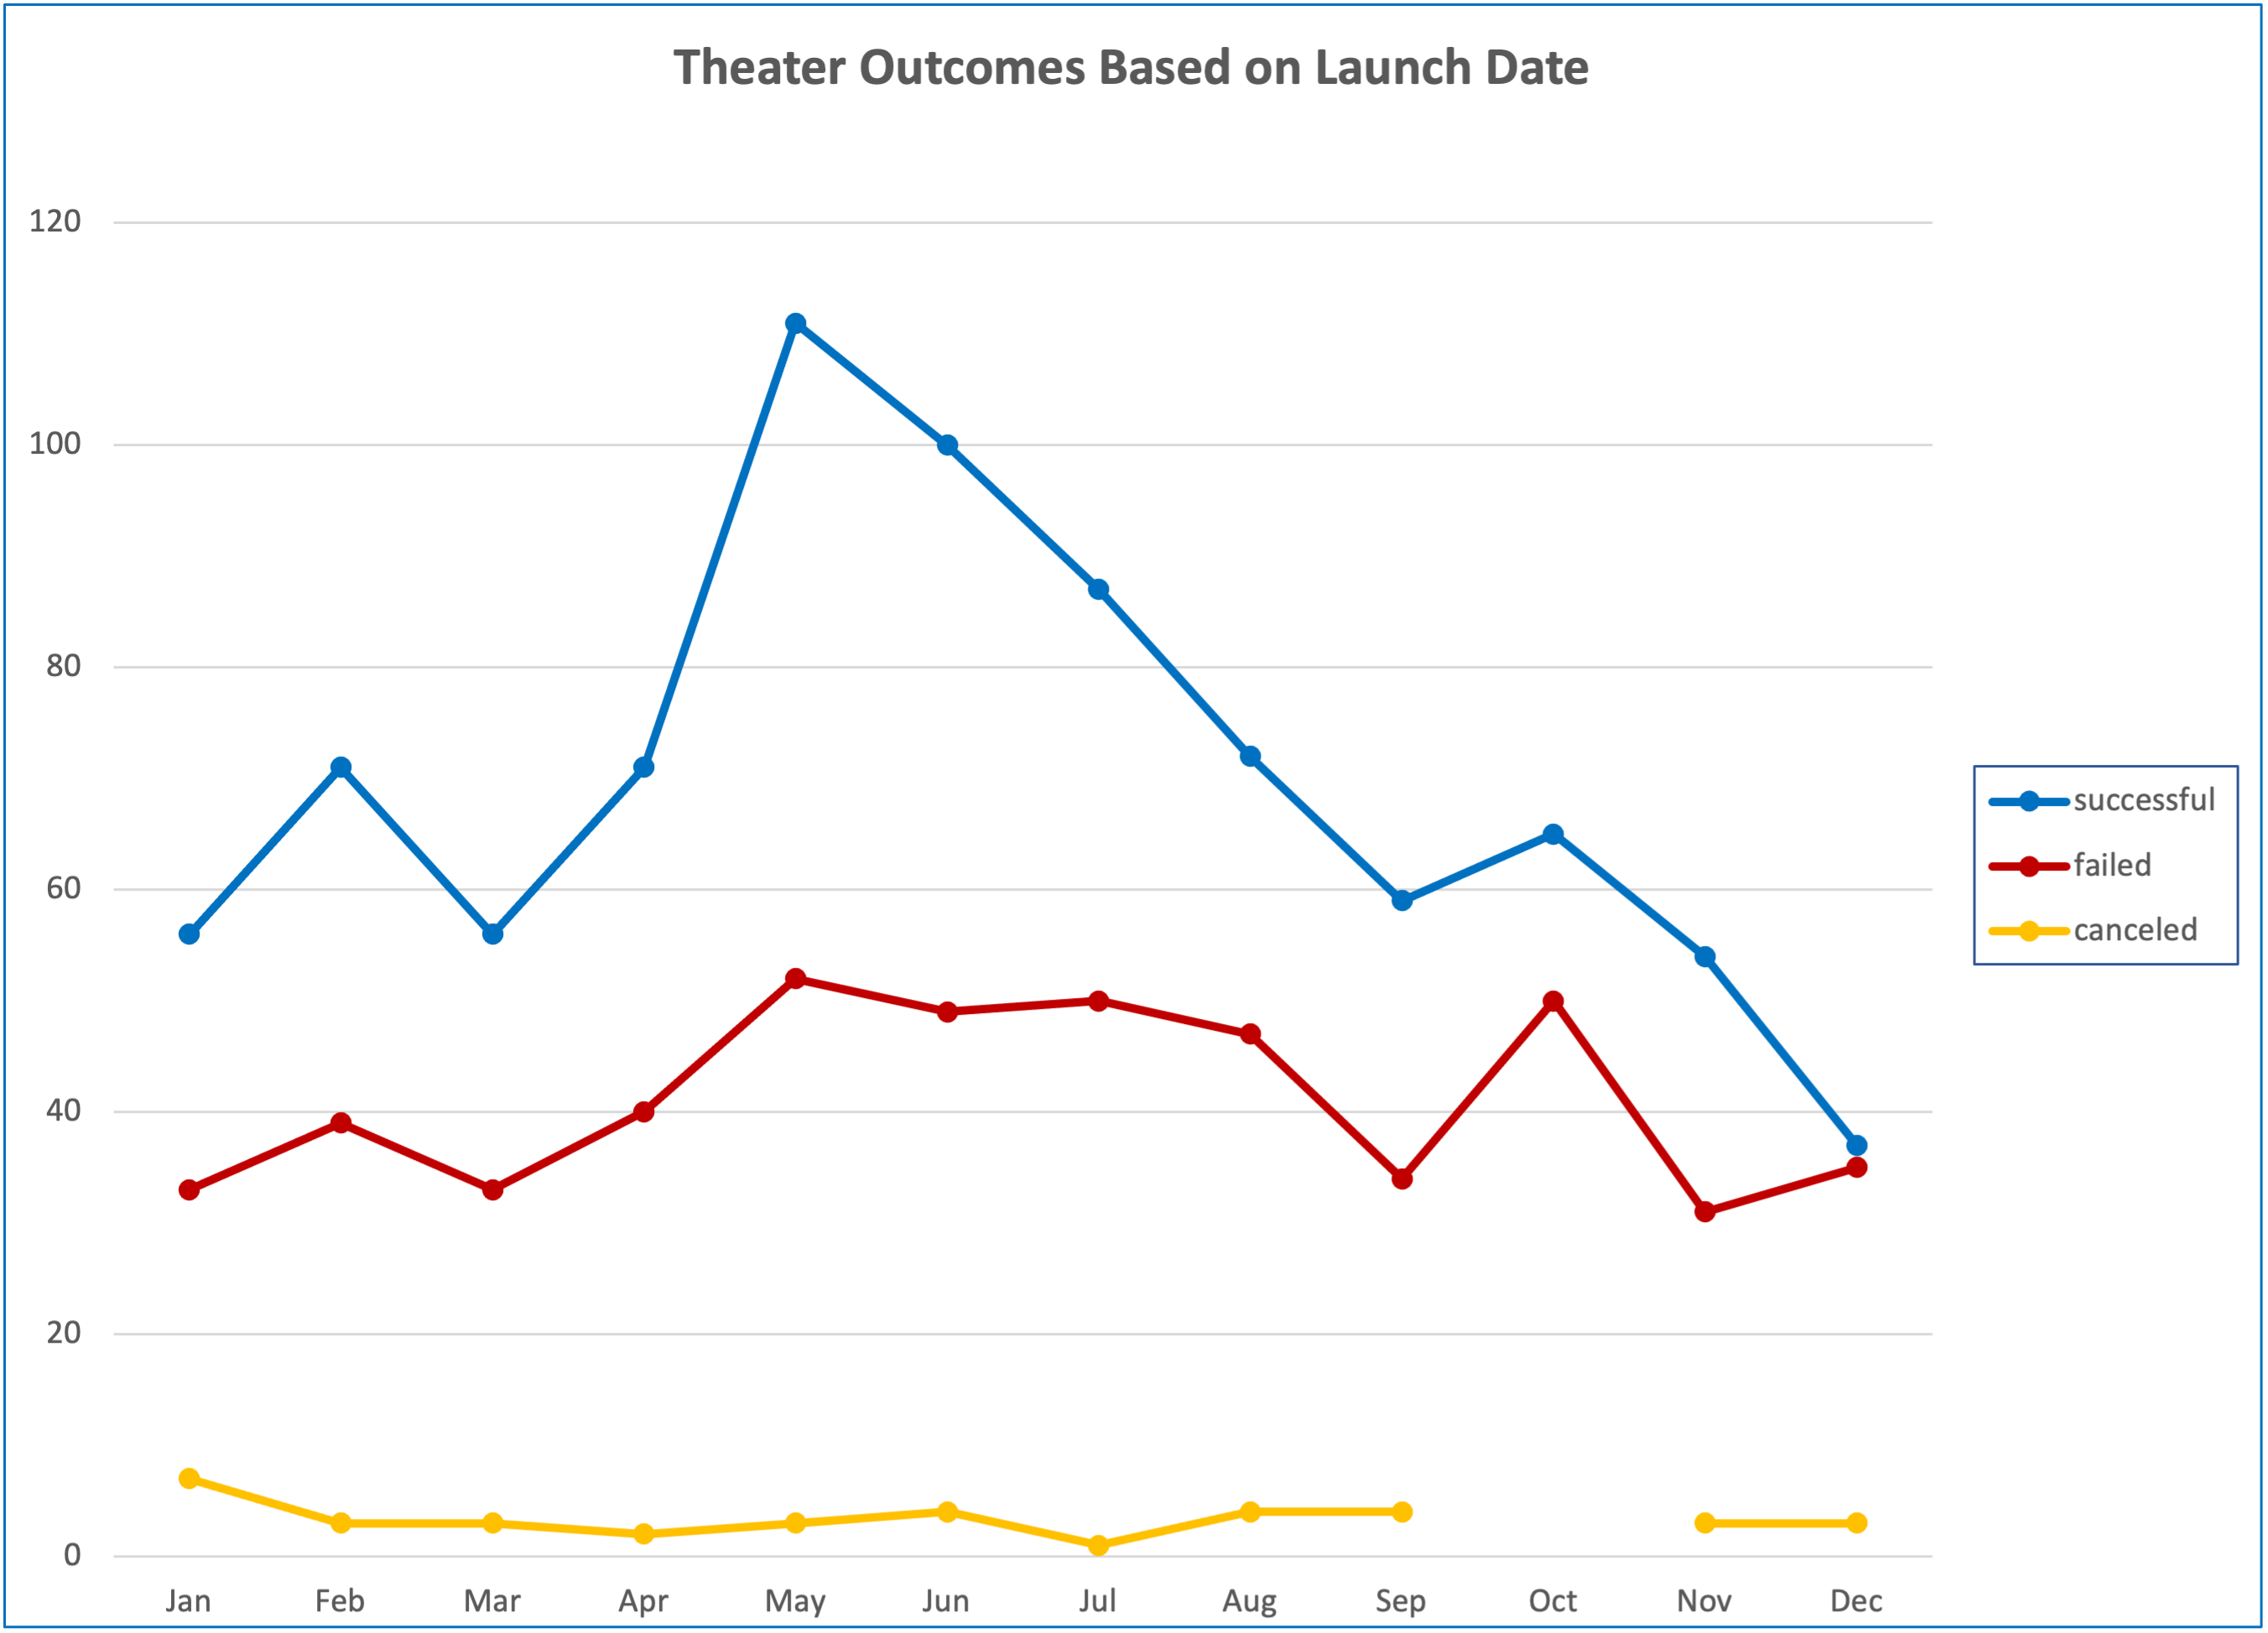 Theater Outcomes Based on Launch Date
120
100
80
60
40
20
0
Jan Feb Mar Apr May Jun Jul Aug Sep Oct Nov Dec
successful
failed
canceled